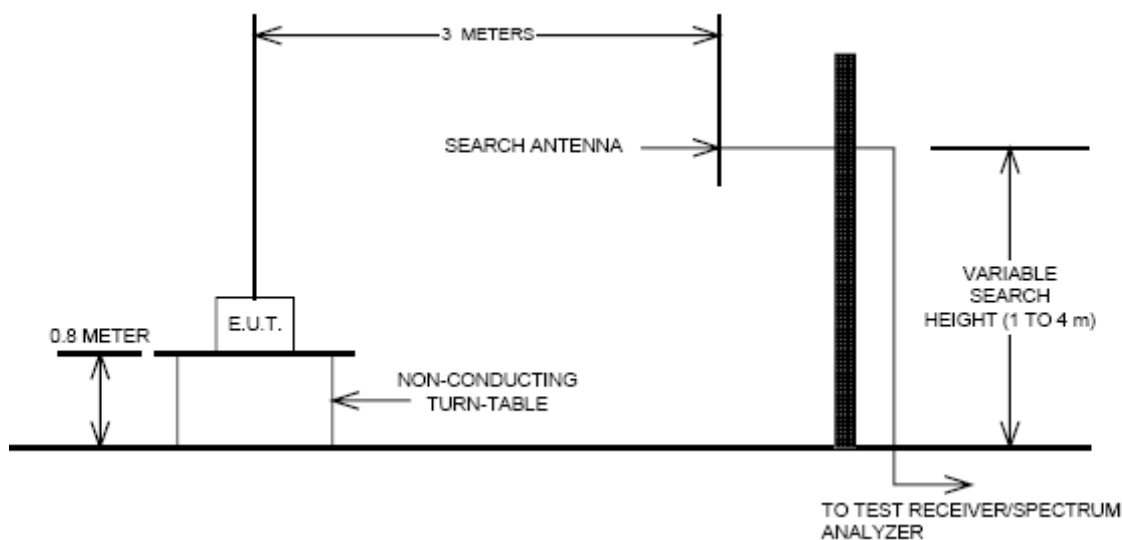 3 METERS
SEARCH ANTENNA
VARIABLE
SEARCH
HEIGHT (1 TO 4 m)
E.U.T.
0.8 METER
NON-CONDUCTING
TURN-TABLE
TO TEST RECEIVER/SPECTRUM
ANALYZER